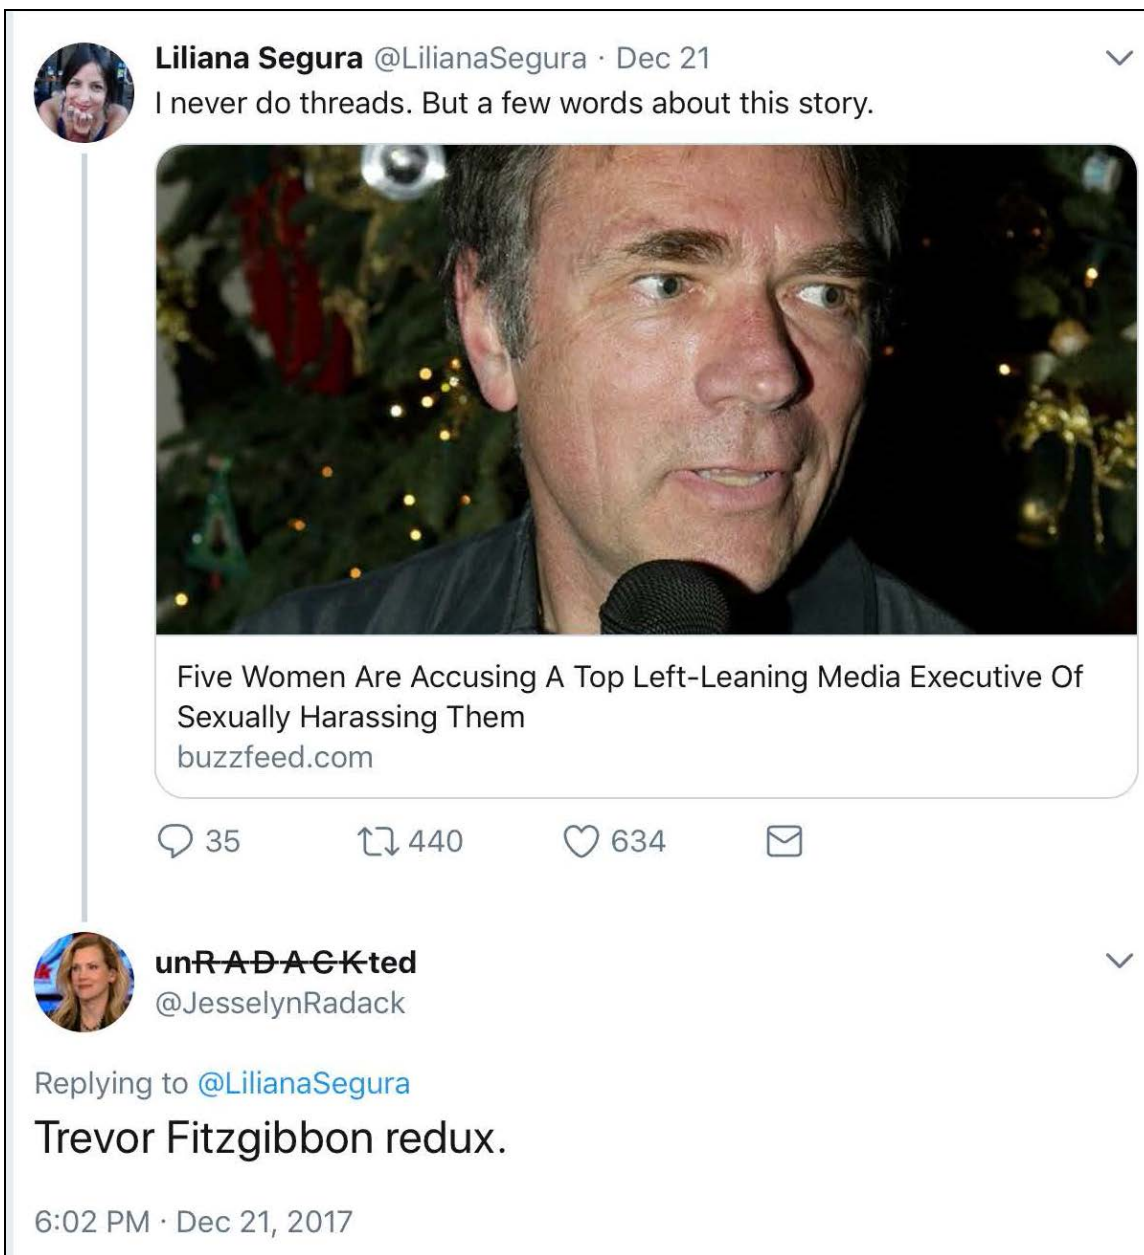 Liliana Segura @LilianaSegura · Dec 21
I never do threads. But a few words about this story.
Five Women Are Accusing A Top Left-Leaning Media Executive Of
Sexually Harassing Them
buzzfeed.com
35 440 634
unRADACKted
@JesselynRadack
Replying to @LilianaSegura
Trevor Fitzgibbon redux.
6:02 PM · Dec 21, 2017